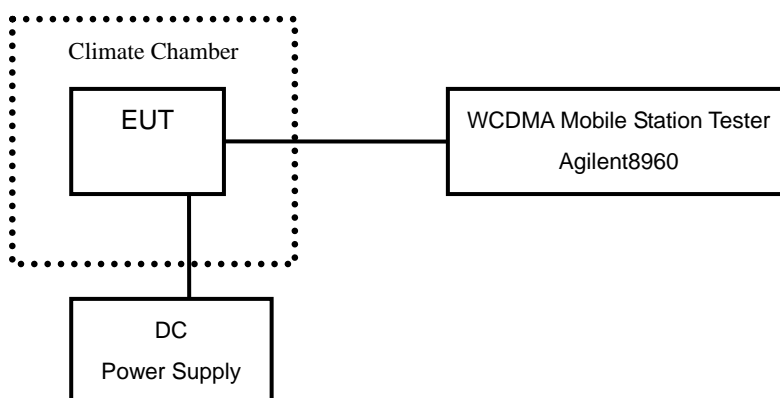 Climate Chamber
EUT
WCDMA Mobile Station Tester
Agilent8960
DC
Power Supply